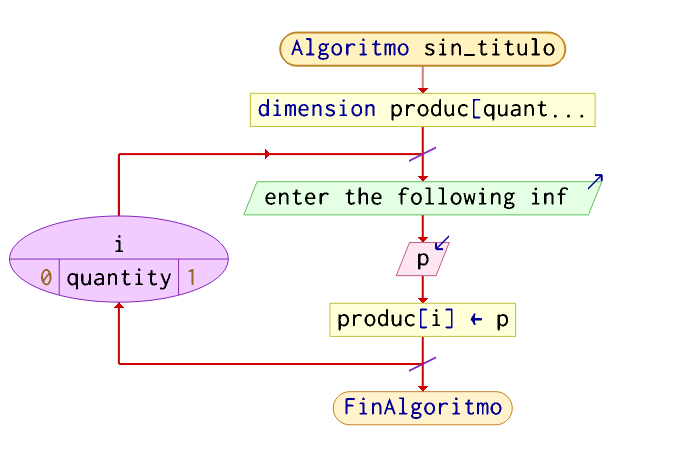 Algoritmo sin_titulo
dimension produc[quant...
enter the following inf
i
0 quantity 1
p
produc[i] ← p
FinAlgoritmo